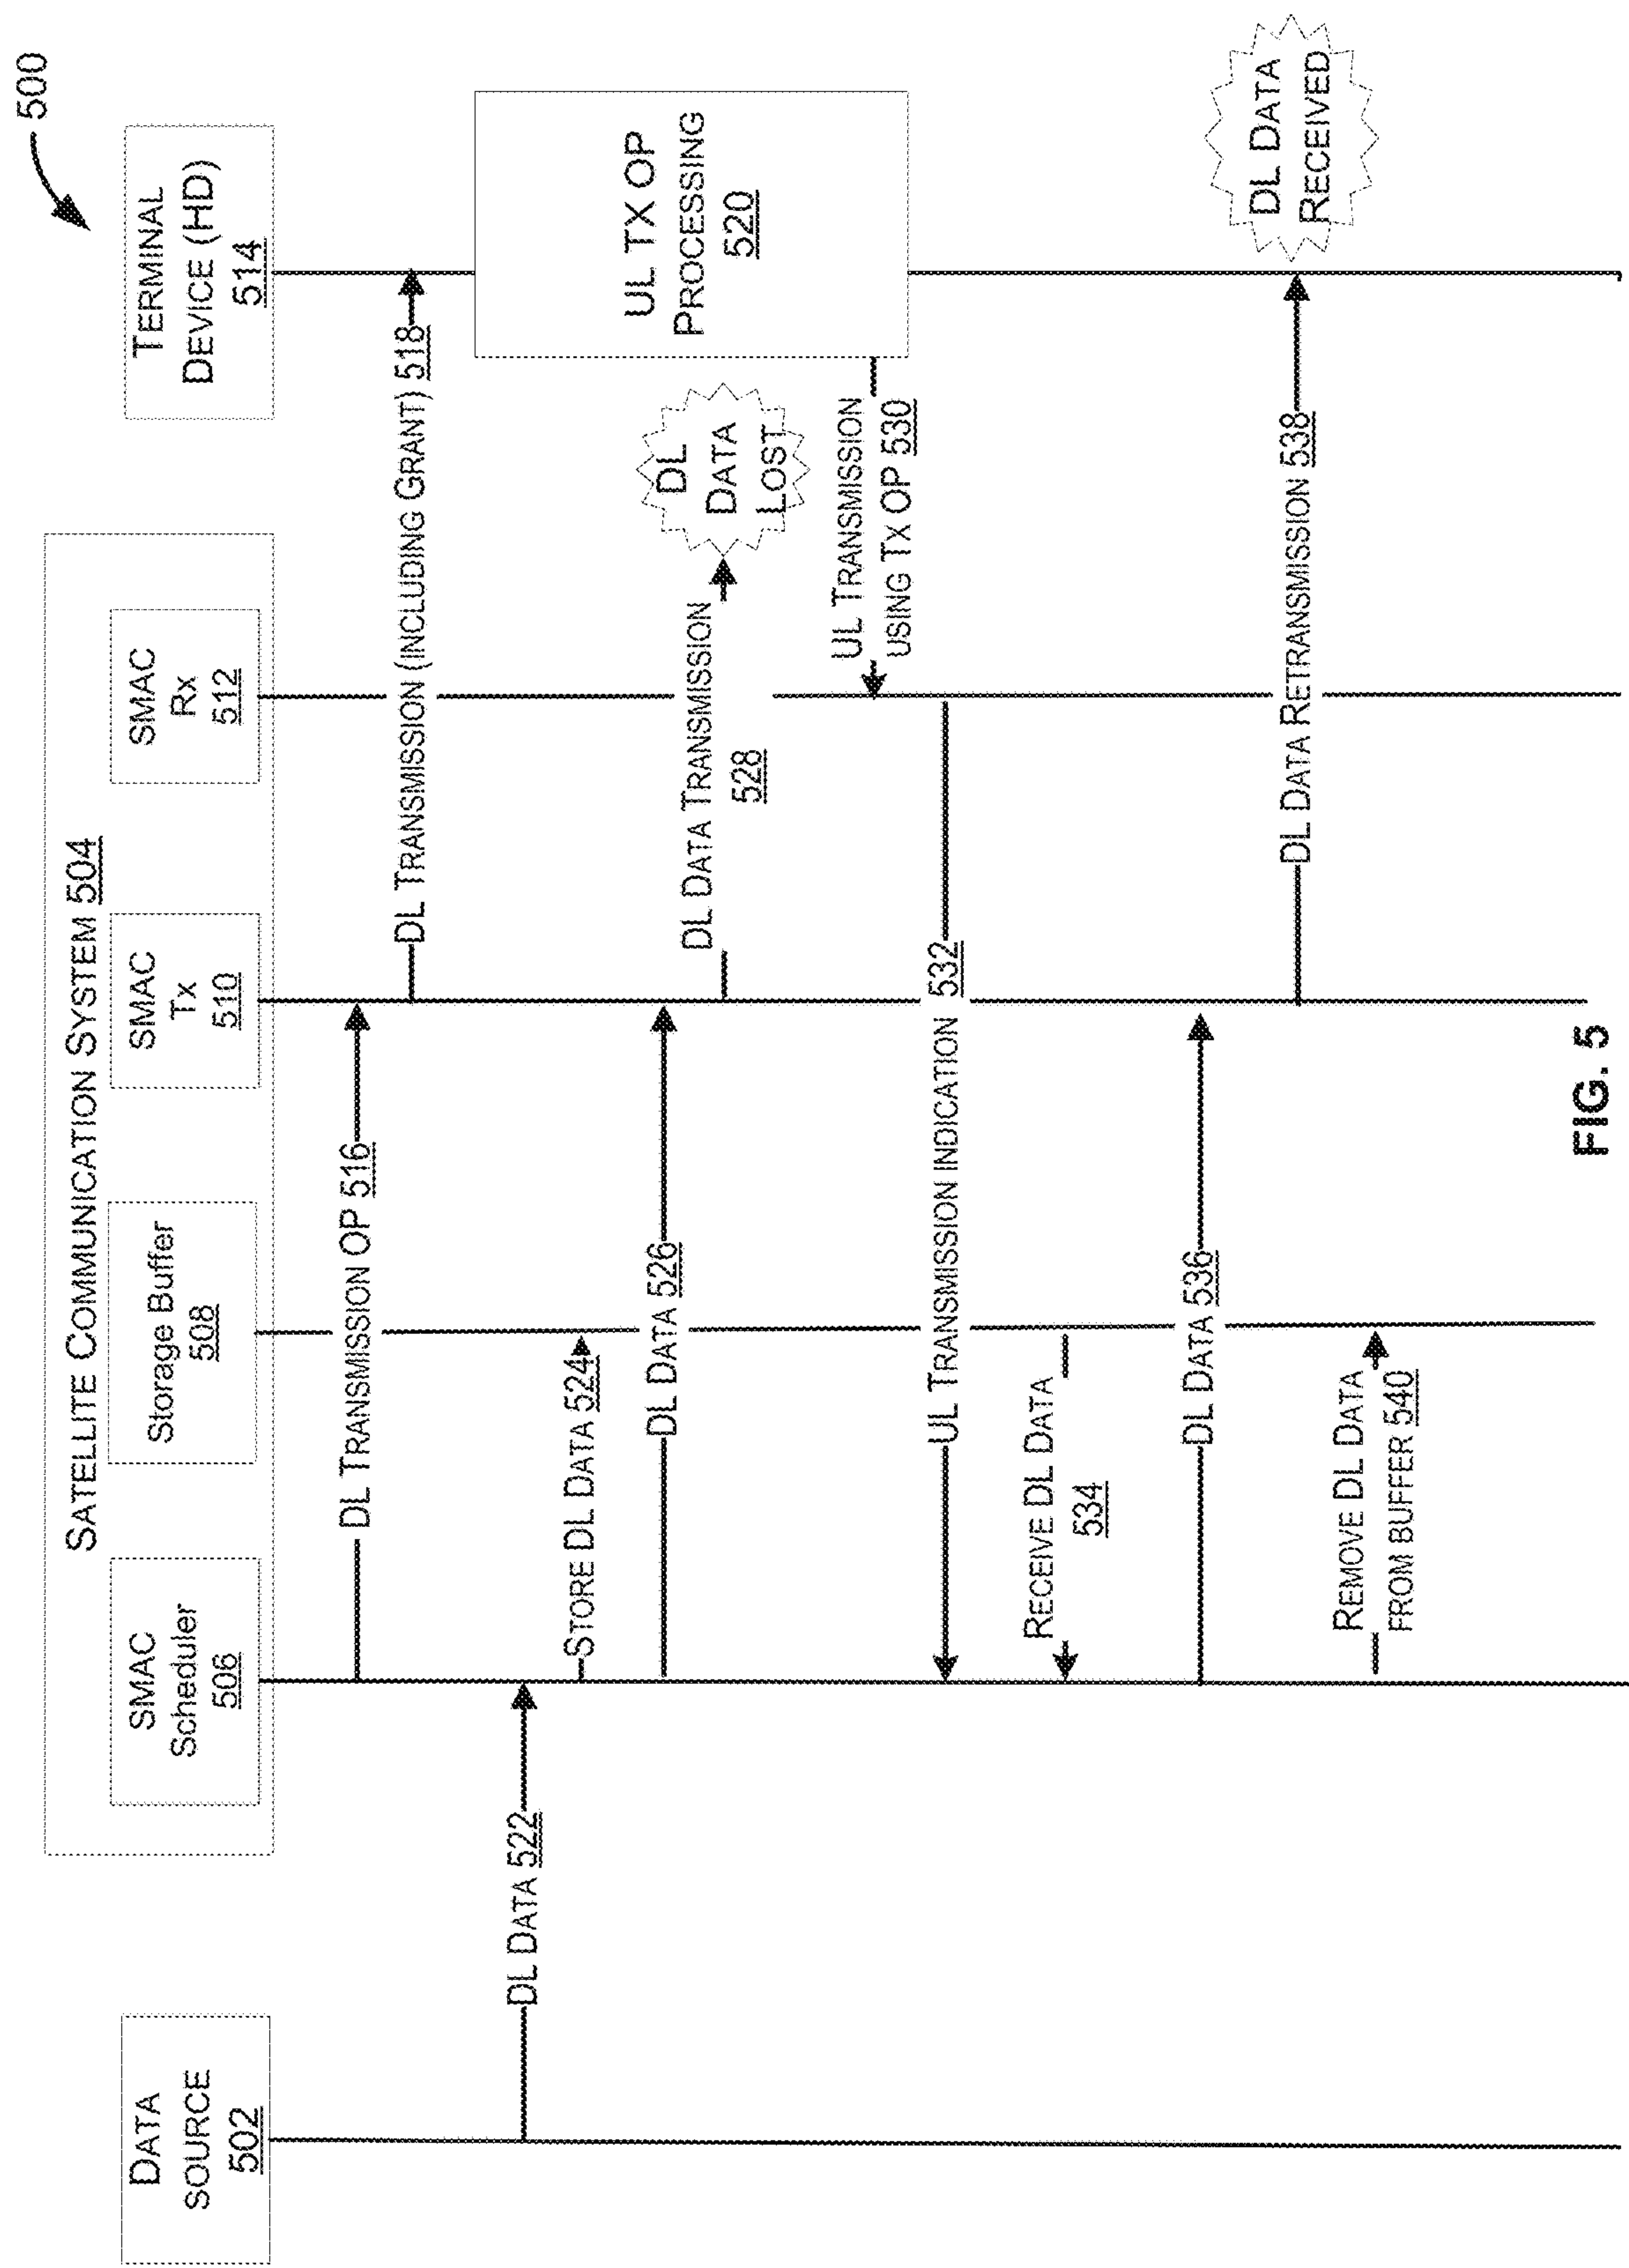 500
DATA
SOURCE
502
SATELLITE COMMUNICATION SYSTEM 504
SMAC
Scheduler
506
Storage Buffer
508
SMAC
Tx
510
SMAC
Rx
512
TERMINAL
DEVICE (HD)
514
DL TRANSMISSION OP 516
DL TRANSMISSION (INCLUDING GRANT) 518
UL TX OP
PROCESSING
520
DL DATA 522
STORE DL DATA 524
DL DATA 526
DL DATA TRANSMISSION
528
DL
DATA
LOST
UL TRANSMISSION
USING TX OP 530
UL TRANSMISSION INDICATION 532
RECEIVE DL DATA
534
DL DATA 536
DL DATA RETRANSMISSION 538
DL DATA
RECEIVED
REMOVE DL DATA
FROM BUFFER 540
FIG. 5